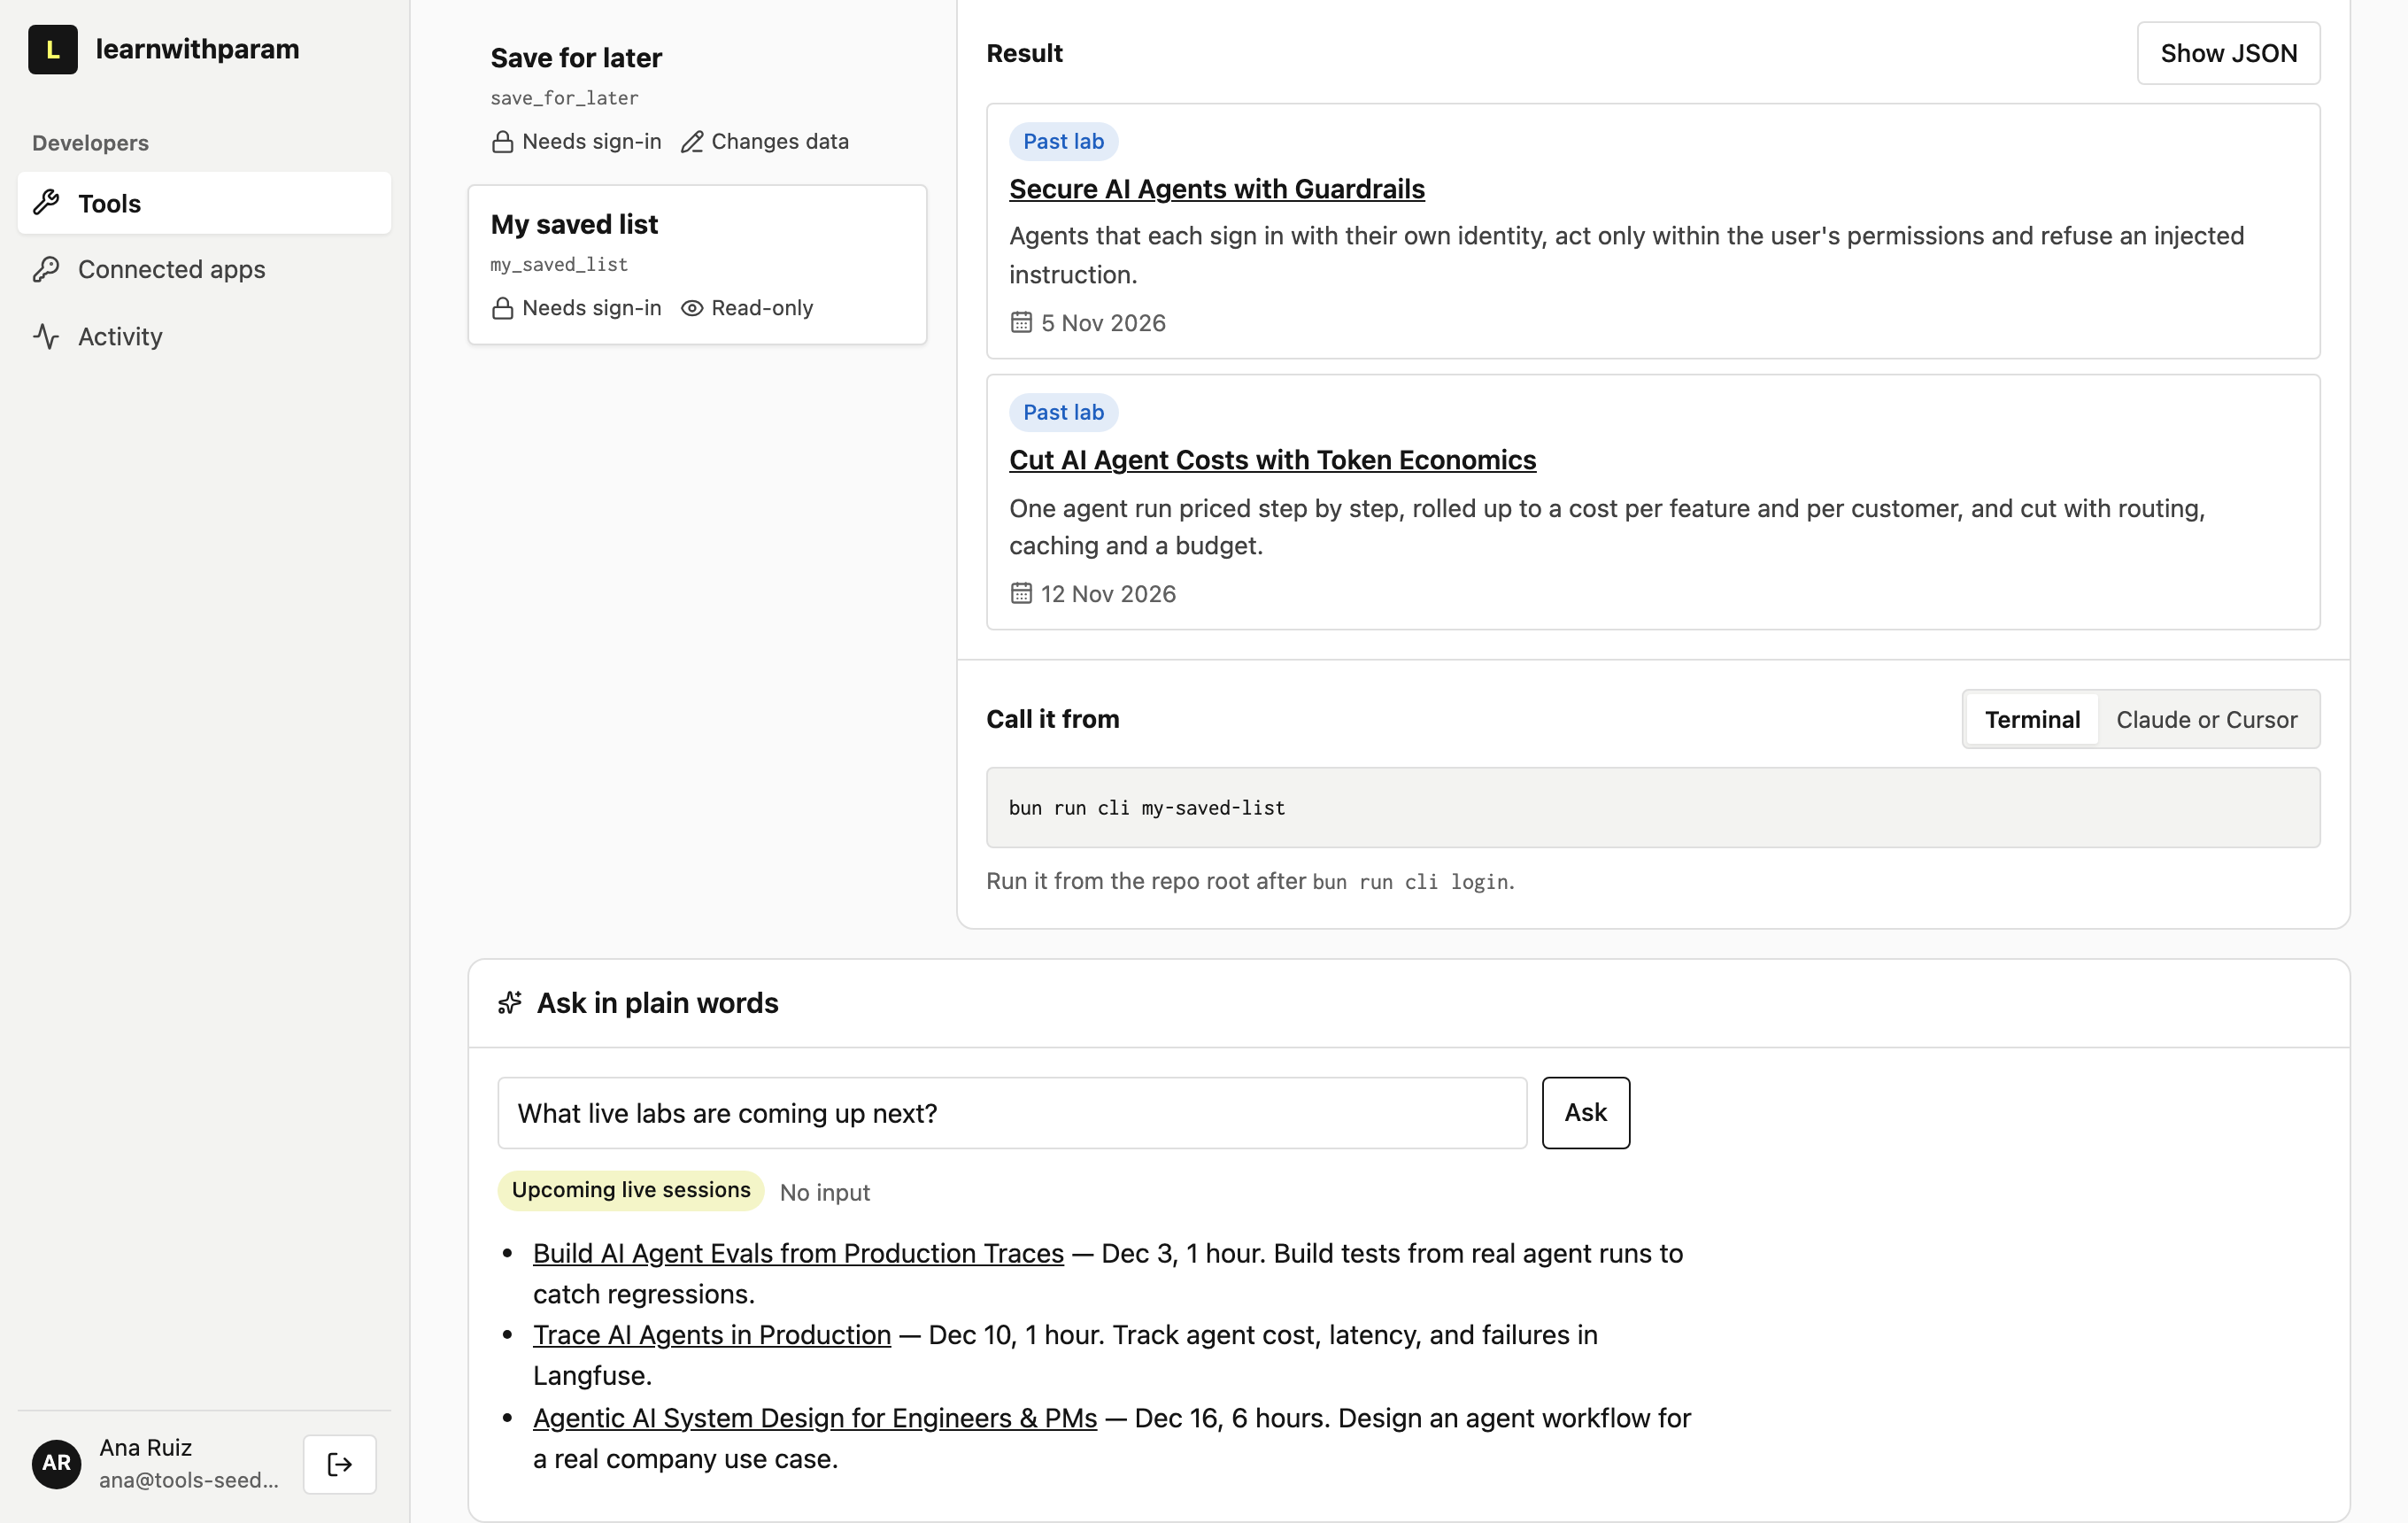 L
learnwithparam
Developers
Tools
Connected apps
Activity
Ana Ruiz
AR
ana@tools-seed...
Save for later
save_for_later
Needs sign-in Changes data
My saved list
my_saved_list
Needs sign-in Read-only
Result
Show JSON
Past lab
Secure AI Agents with Guardrails
Agents that each sign in with their own identity, act only within the user's permissions and refuse an injected
instruction.
5 Nov 2026
Past lab
Cut AI Agent Costs with Token Economics
One agent run priced step by step, rolled up to a cost per feature and per customer, and cut with routing,
caching and a budget.
12 Nov 2026
Call it from
Terminal Claude or Cursor
bun run cli my-saved-list
Run it from the repo root after bun run cli login.
Ask in plain words
What live labs are coming up next?
Ask
Upcoming live sessions No input
• Build AI Agent Evals from Production Traces — Dec 3, 1 hour. Build tests from real agent runs to
catch regressions.
• Trace AI Agents in Production — Dec 10, 1 hour. Track agent cost, latency, and failures in
Langfuse.
• Agentic AI System Design for Engineers & PMs — Dec 16, 6 hours. Design an agent workflow for
a real company use case.